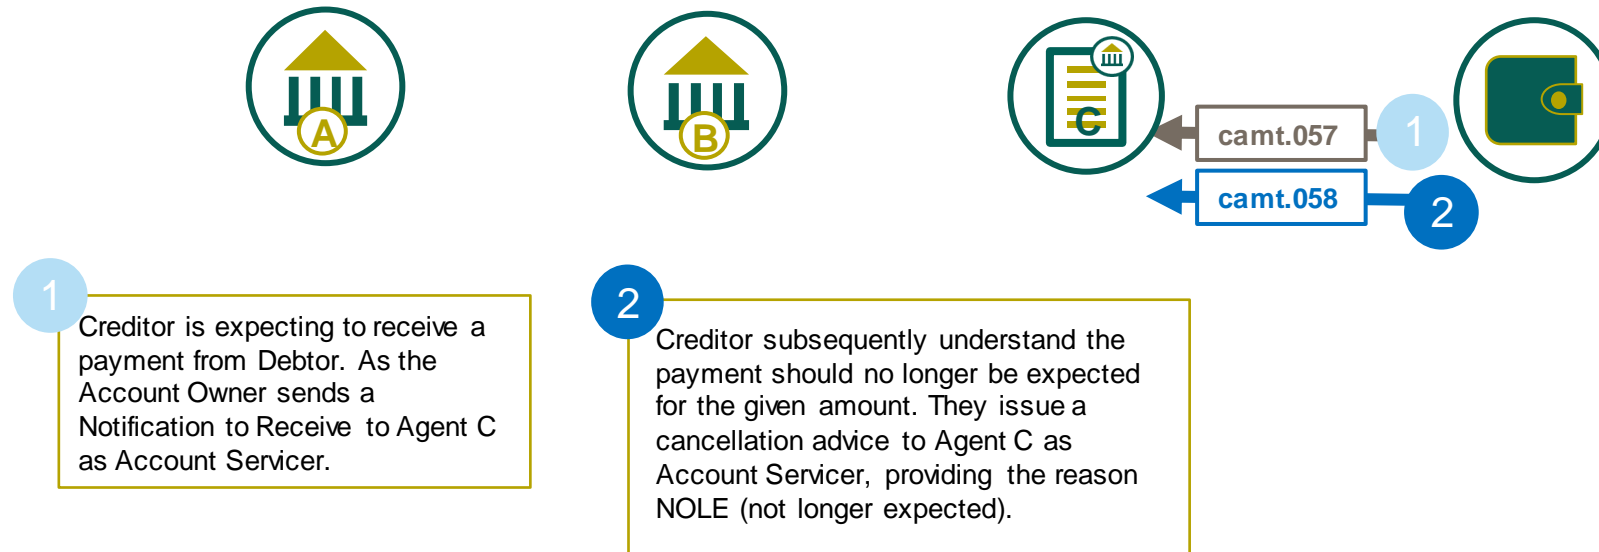 A
B
C
camt.057
1
camt.058
2
1
Creditor is expecting to receive a
payment from Debtor. As the
Account Owner sends a
Notification to Receive to Agent C
as Account Servicer.
2
Creditor subsequently understand the
payment should no longer be expected
for the given amount. They issue a
cancellation advice to Agent C as
Account Servicer, providing the reason
NOLE (not longer expected).